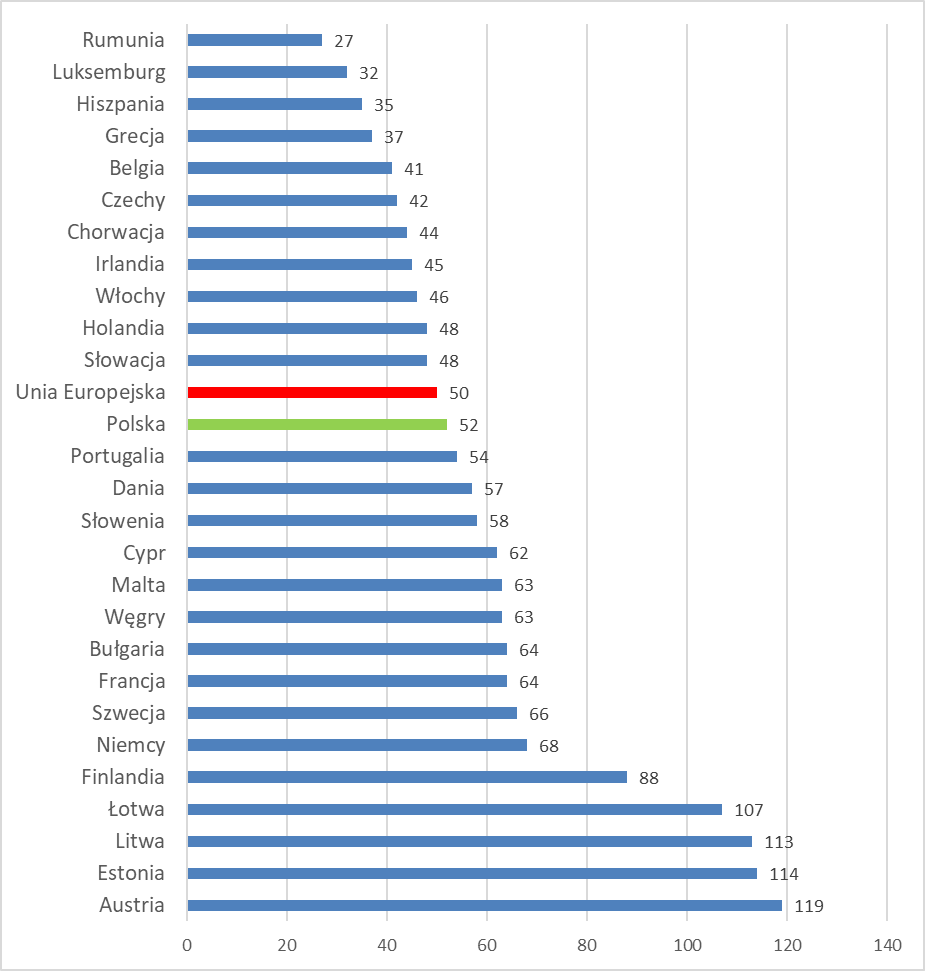 Rumunia 27
Luksemburg 32
Hiszpania 35
Grecja 37
Belgia 41
Czechy 42
Chorwacja 44
Irlandia 45
Włochy 46
Holandia 48
Słowacja 48
Unia Europejska 50
Polska 52
Portugalia 54
Dania 57
Słowenia 58
Cypr 62
Malta 63
Węgry 63
Bułgaria 64
Francja 64
Szwecja 66
Niemcy 68
Finlandia 88
Łotwa 107
Litwa 113
Estonia 114
Austria 119
0 20 40 60 80 100 120 140